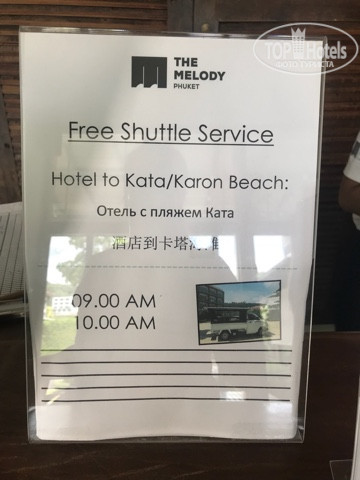 TOP Hotels
THE
MELODY
PHUKET
Free Shuttle Service
Hotel to Kata/Karon Beach:
Отель с пляжем Ката
酒店到卡塔海
09.00 AM
10.00 AM